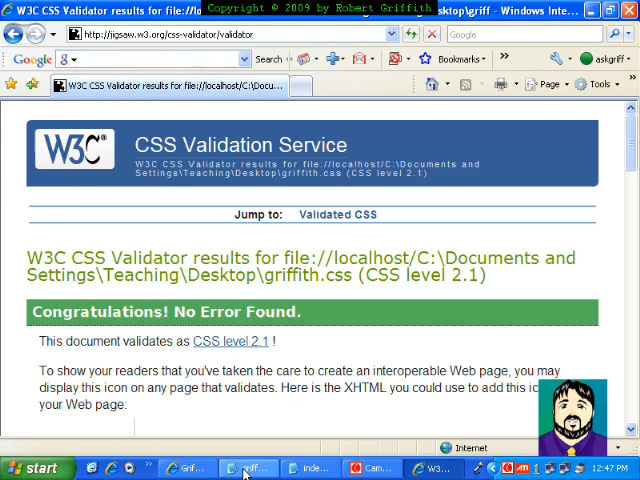 W3C CSS Validator results for file://lo
Copyright © 2009 by Robert Griffith
sktop\griff - Windows Inte
http://jigsaw.w3.org/css-validator/validator
Google
Google
Search
Bookmarks
askgriff
W3C CSS Validator results for file://localhost/C:\Docu...
Page
Tools
W3C®
CSS Validation Service
W3C CSS Validator results for file://localhost/C:\Documents and
Settings\Teaching\Desktop\griffith.css (CSS level 2.1)
Jump to: Validated CSS
W3C CSS Validator results for file://localhost/C:\Documents and
Settings\Teaching\Desktop\griffith.css (CSS level 2.1)
Congratulations! No Error Found.
This document validates as CSS level 2.1 !
To show your readers that you've taken the care to create an interoperable Web page, you may
display this icon on any page that validates. Here is the XHTML you could use to add this ic
your Web page:
Internet
start
Grif...
griff...
inde...
Cam...
W3...
12:47 PM